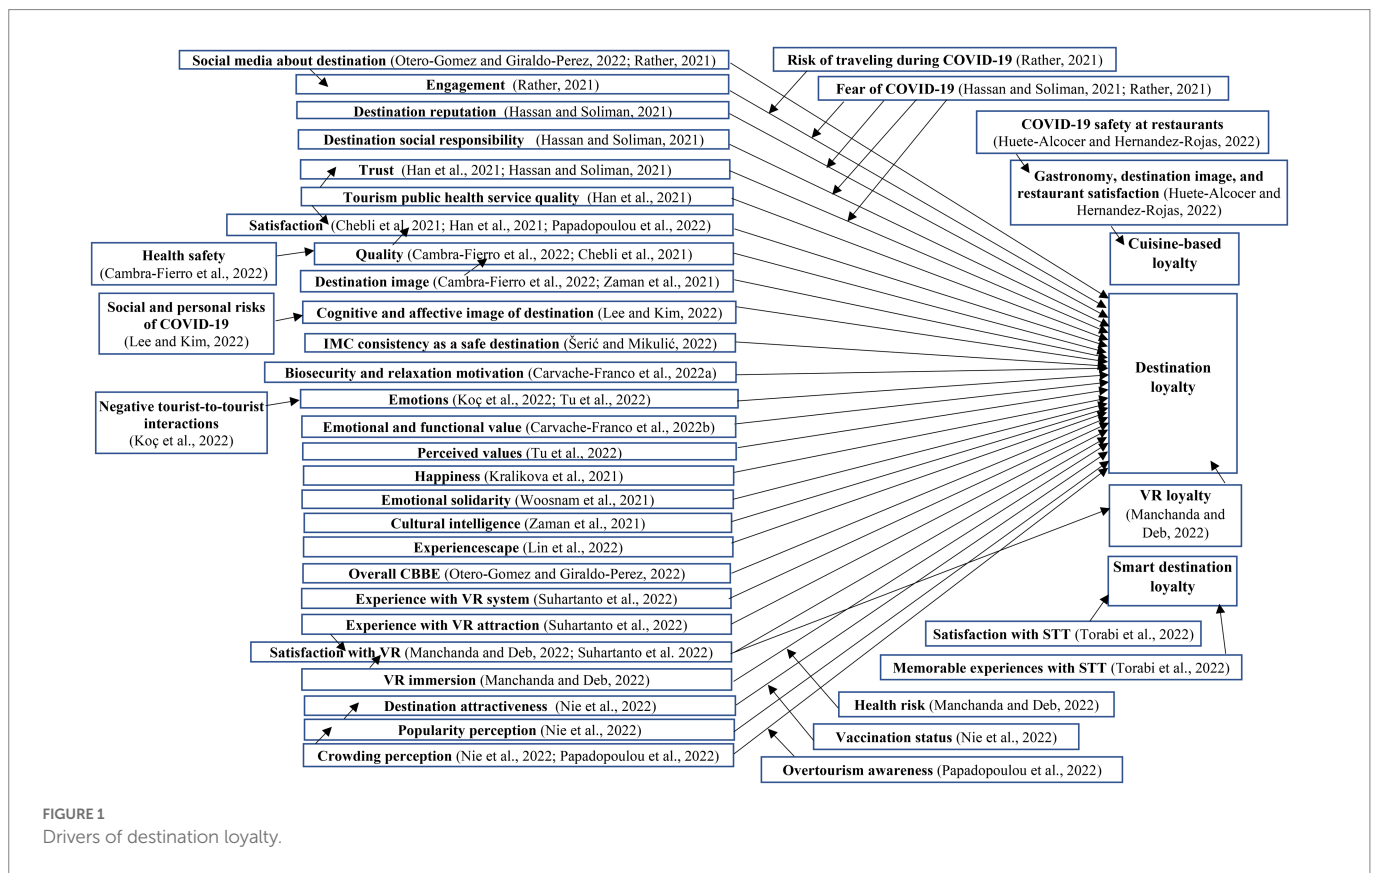 Social media about destination (Otero-Gomez and Giraldo-Perez, 2022; Rather, 2021)
Engagement (Rather, 2021)
Destination reputation (Hassan and Soliman, 2021)
Destination social responsibility (Hassan and Soliman, 2021)
Trust (Han et al., 2021; Hassan and Soliman, 2021)
Tourism public health service quality (Han et al., 2021)
Satisfaction (Chebli et al., 2021; Han et al., 2021; Papadopoulou et al., 2022)
Health safety
(Cambra-Fierro et al., 2022)
Quality (Cambra-Fierro et al., 2022; Chebli et al., 2021)
Destination image (Cambra-Fierro et al., 2022; Zaman et al., 2021)
Social and personal risks
of COVID-19
(Lee and Kim, 2022)
Cognitive and affective image of destination (Lee and Kim, 2022)
IMC consistency as a safe destination (Šerić and Mikulić, 2022)
Biosecurity and relaxation motivation (Carvache-Franco et al., 2022a)
Negative tourist-to-tourist
interactions
(Koç et al., 2022)
Emotions (Koç et al., 2022; Tu et al., 2022)
Emotional and functional value (Carvache-Franco et al., 2022b)
Perceived values (Tu et al., 2022)
Happiness (Kralikova et al., 2021)
Emotional solidarity (Woosnam et al., 2021)
Cultural intelligence (Zaman et al., 2021)
Experiencescape (Lin et al., 2022)
Overall CBBE (Otero-Gomez and Giraldo-Perez, 2022)
Experience with VR system (Suhartanto et al., 2022)
Experience with VR attraction (Suhartanto et al., 2022)
Satisfaction with VR (Manchanda and Deb, 2022; Suhartanto et al. 2022)
VR immersion (Manchanda and Deb, 2022)
Destination attractiveness (Nie et al., 2022)
Popularity perception (Nie et al., 2022)
Crowding perception (Nie et al., 2022; Papadopoulou et al., 2022)
Risk of traveling during COVID-19 (Rather, 2021)
Fear of COVID-19 (Hassan and Soliman, 2021; Rather, 2021)
COVID-19 safety at restaurants
(Huete-Alcocer and Hernandez-Rojas, 2022)
Gastronomy, destination image, and
restaurant satisfaction (Huete-Alcocer and
Hernandez-Rojas, 2022)
Cuisine-based
loyalty
Destination
loyalty
VR loyalty
(Manchanda and
Deb, 2022)
Smart destination
loyalty
Satisfaction with STT (Torabi et al., 2022)
Memorable experiences with STT (Torabi et al., 2022)
Health risk (Manchanda and Deb, 2022)
Vaccination status (Nie et al., 2022)
Overtourism awareness (Papadopoulou et al., 2022)
FIGURE 1
Drivers of destination loyalty.